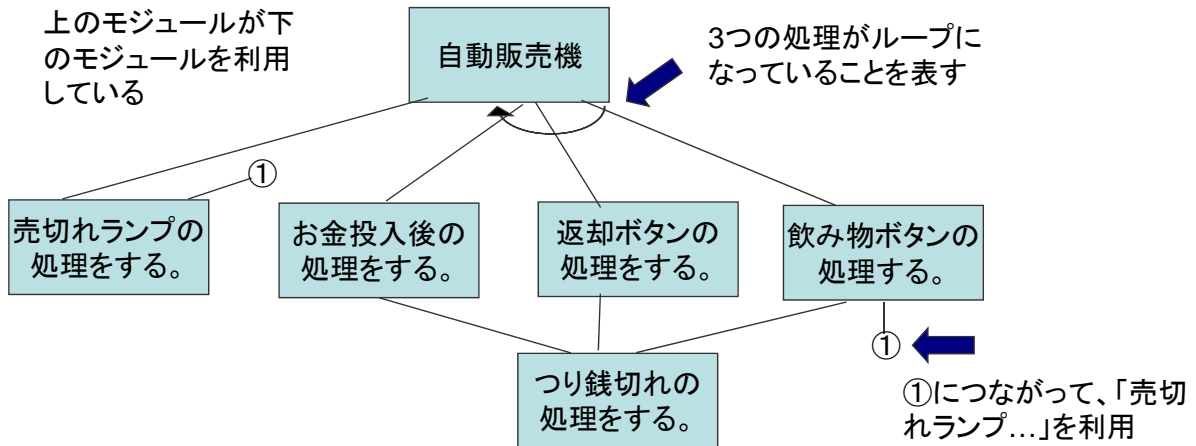 上のモジュールが下
のモジュールを利用
している
自動販売機
3つの処理がループに
なっていることを表す
①
売切れランプの
処理をする。
お金投入後の
処理をする。
返却ボタンの
処理をする。
飲み物ボタンの
処理する。
①
つり銭切れの
処理をする。
①につながって、「売切
れランプ…」を利用